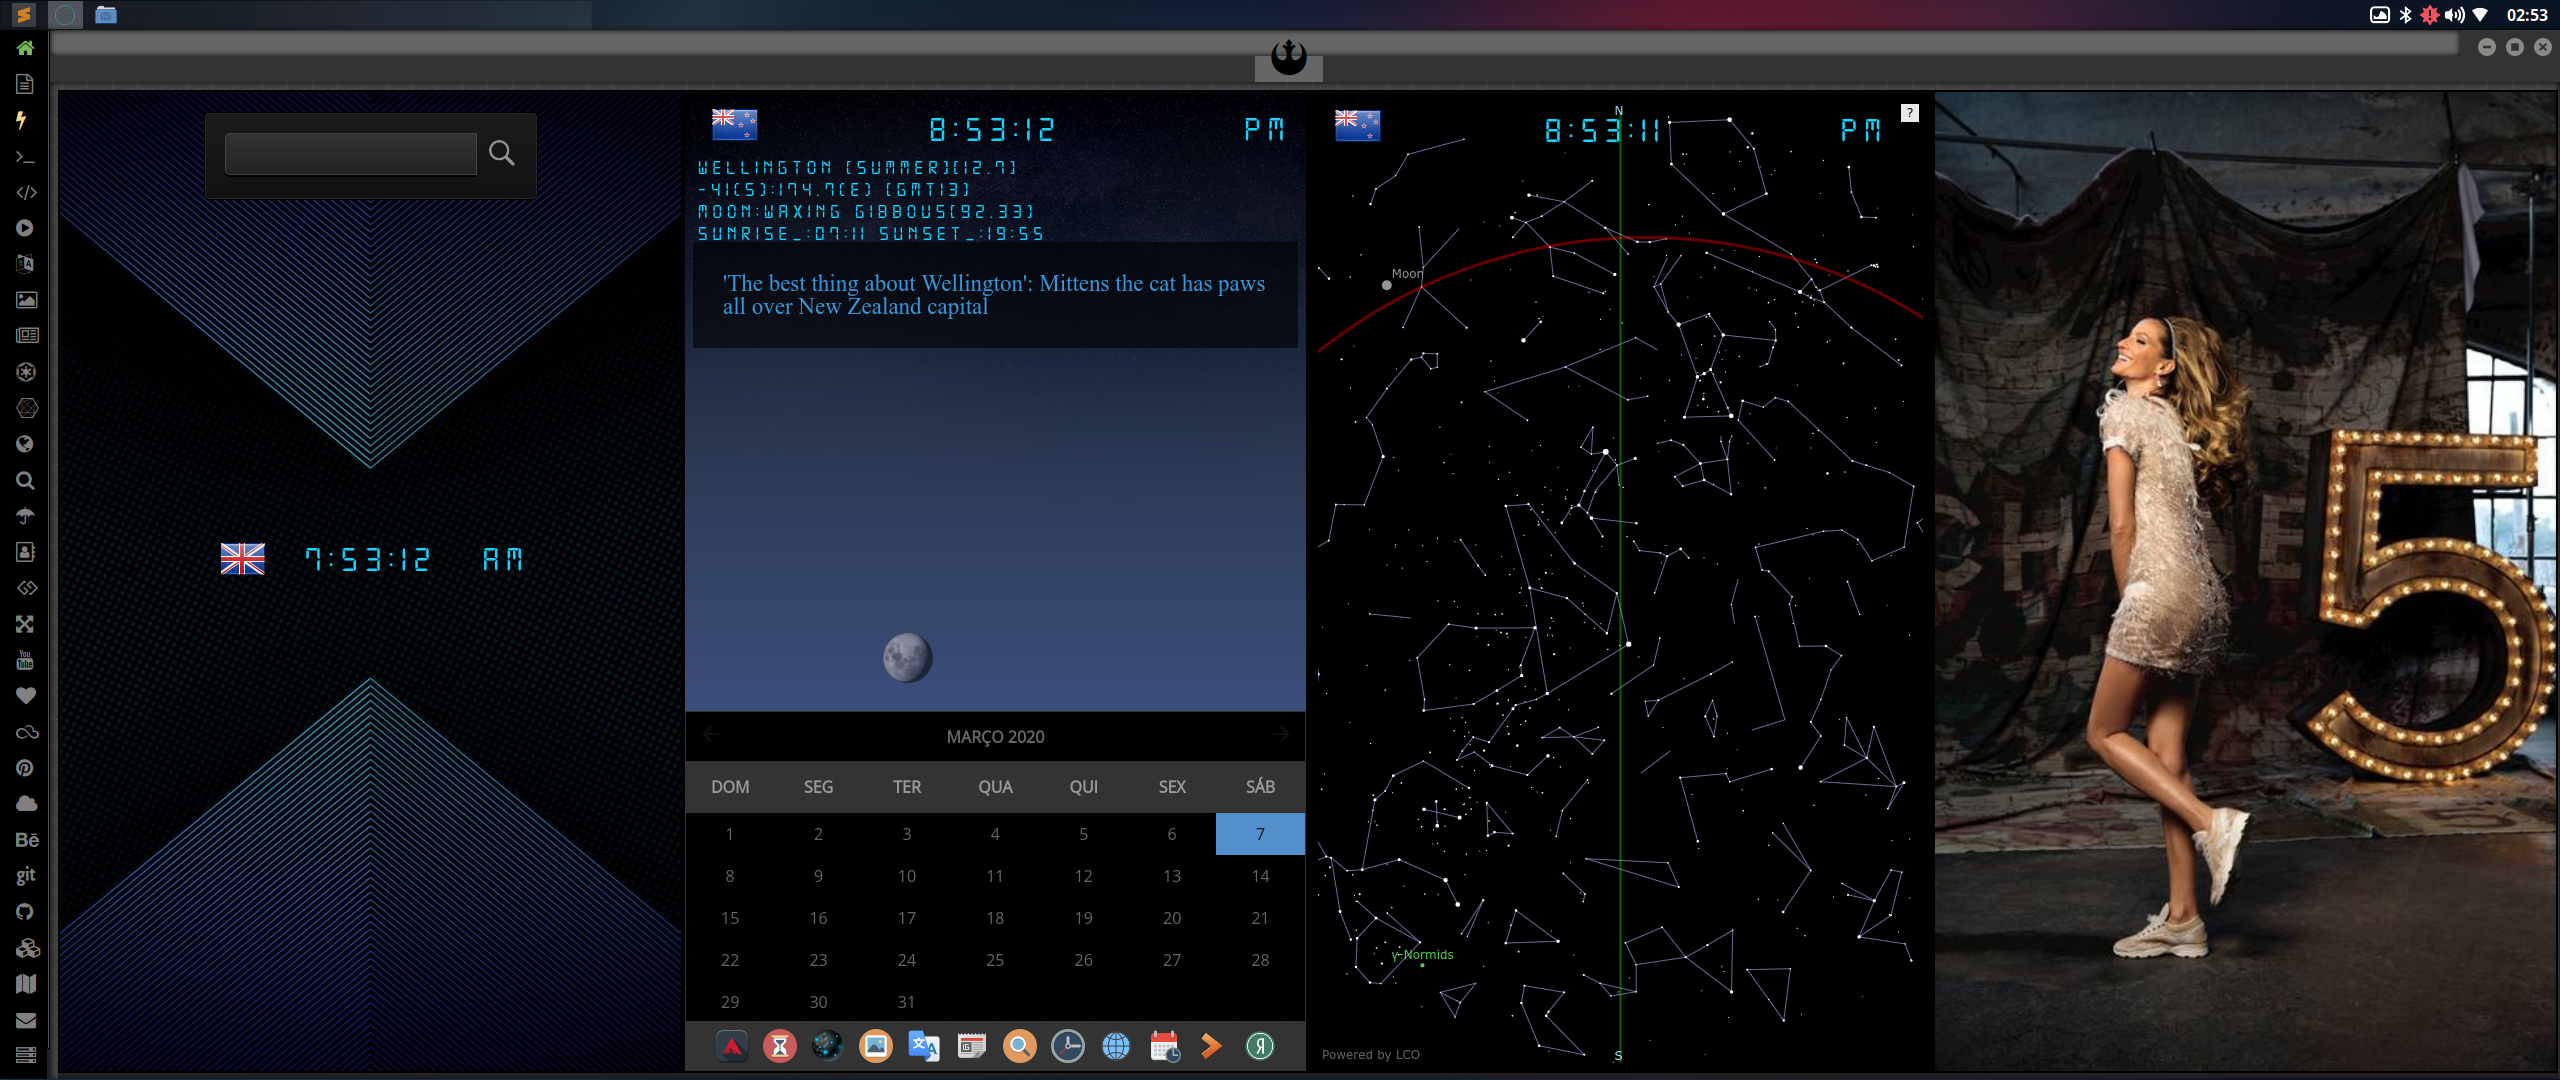 02:53
You
Tube
Bē
git
7:53:12 AM
8:53:12 PM
WELLINGTON (SUMMER)(12.7)
-41(S):174.7(E) (GMT13)
MOON:WAXING GIBBOUS(92.33)
SUNRISE_:07:11 SUNSET_:19:55
'The best thing about Wellington': Mittens the cat has paws
all over New Zealand capital
MARÇO 2020
DOM SEG TER QUA QUI SEX SÁB
1 2 3 4 5 6 7
8 9 10 11 12 13 14
15 16 17 18 19 20 21
22 23 24 25 26 27 28
29 30 31
N
8:53:11 PM
?
Moon
γ-Normids
S
Powered by LCO
5